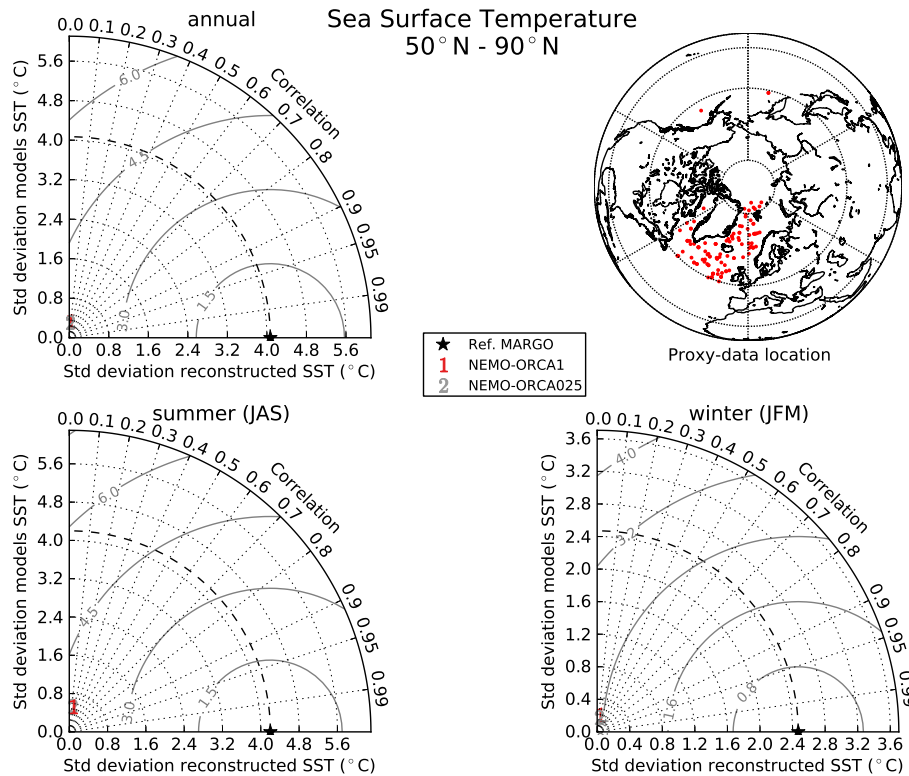 Sea Surface Temperature
50°N - 90°N
annual
0.0 0.1 0.2 0.3 0.4 0.5 0.6 0.7 0.8 0.9 0.95 0.99
Correlation
Std deviation models SST (°C)
5.6
4.8
4.0
3.2
2.4
1.6
0.8
0.0
6.0
4.5
3.0
1.5
0.0 0.8 1.6 2.4 3.2 4.0 4.8 5.6
Std deviation reconstructed SST (°C)
Proxy-data location
Ref. MARGO
1 NEMO-ORCA1
2 NEMO-ORCA025
summer (JAS)
0.0 0.1 0.2 0.3 0.4 0.5 0.6 0.7 0.8 0.9 0.95 0.99
Correlation
Std deviation models SST (°C)
5.6
4.8
4.0
3.2
2.4
1.6
0.8
0.0
6.0
4.5
3.0
1.5
1
0.0 0.8 1.6 2.4 3.2 4.0 4.8 5.6
Std deviation reconstructed SST (°C)
winter (JFM)
0.0 0.1 0.2 0.3 0.4 0.5 0.6 0.7 0.8 0.9 0.95 0.99
Correlation
Std deviation models SST (°C)
3.6
3.2
2.8
2.4
2.0
1.6
1.2
0.8
0.4
0.0
4.0
3.2
1.6
0.8
0.0 0.4 0.8 1.2 1.6 2.0 2.4 2.8 3.2 3.6
Std deviation reconstructed SST (°C)